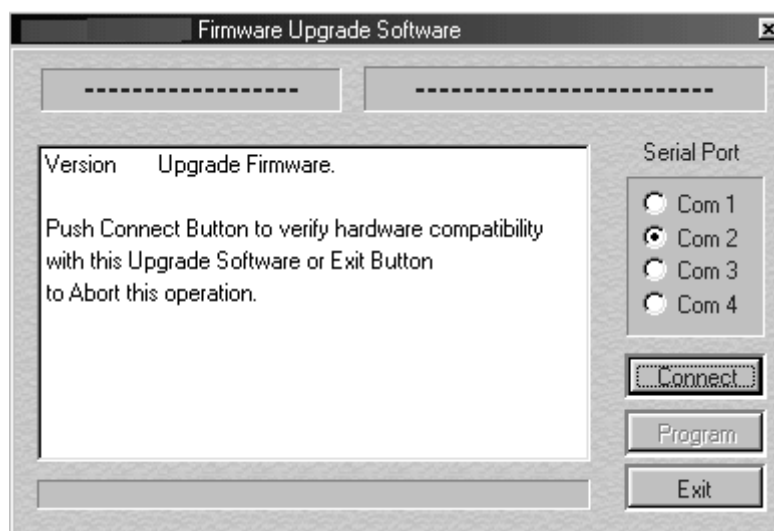 Firmware Upgrade Software
------------------ -------------------------
Version Upgrade Firmware.
Push Connect Button to verify hardware compatibility
with this Upgrade Software or Exit Button
to Abort this operation.
Serial Port
Com 1
Com 2
Com 3
Com 4
Connect
Program
Exit